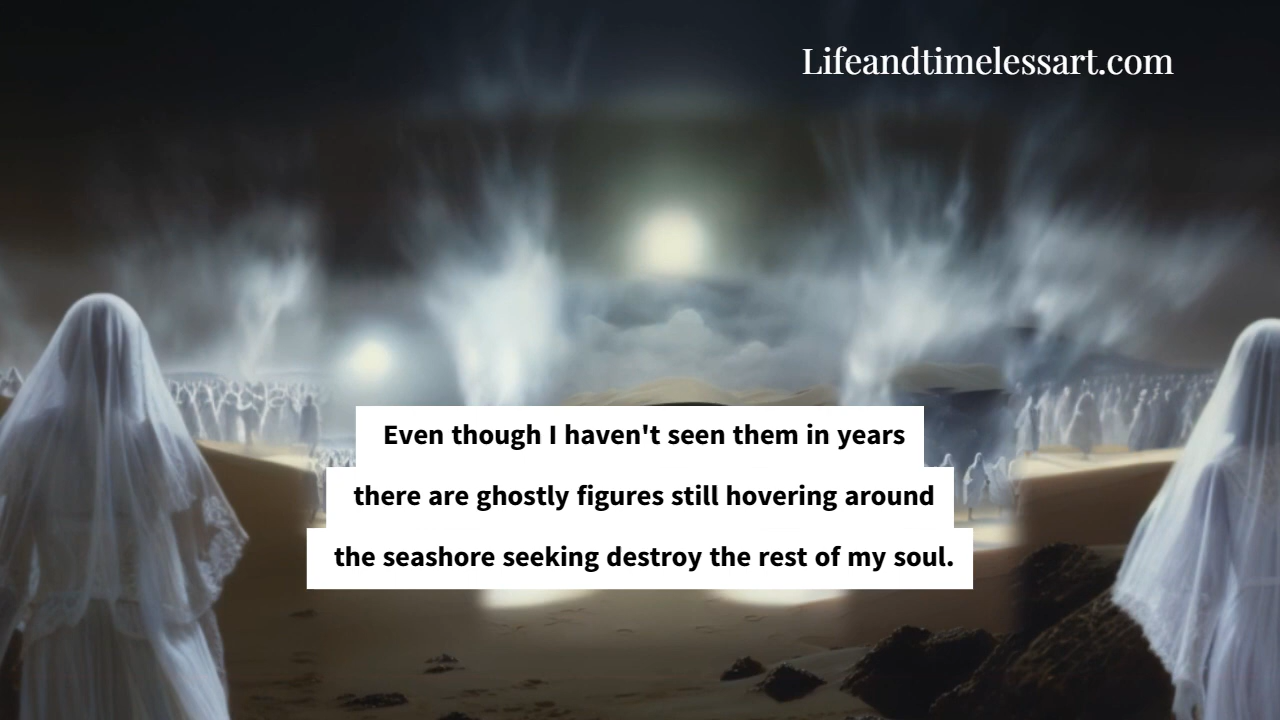 Lifeandtimelessart.com
Even though I haven't seen them in years
there are ghostly figures still hovering around
the seashore seeking destroy the rest of my soul.